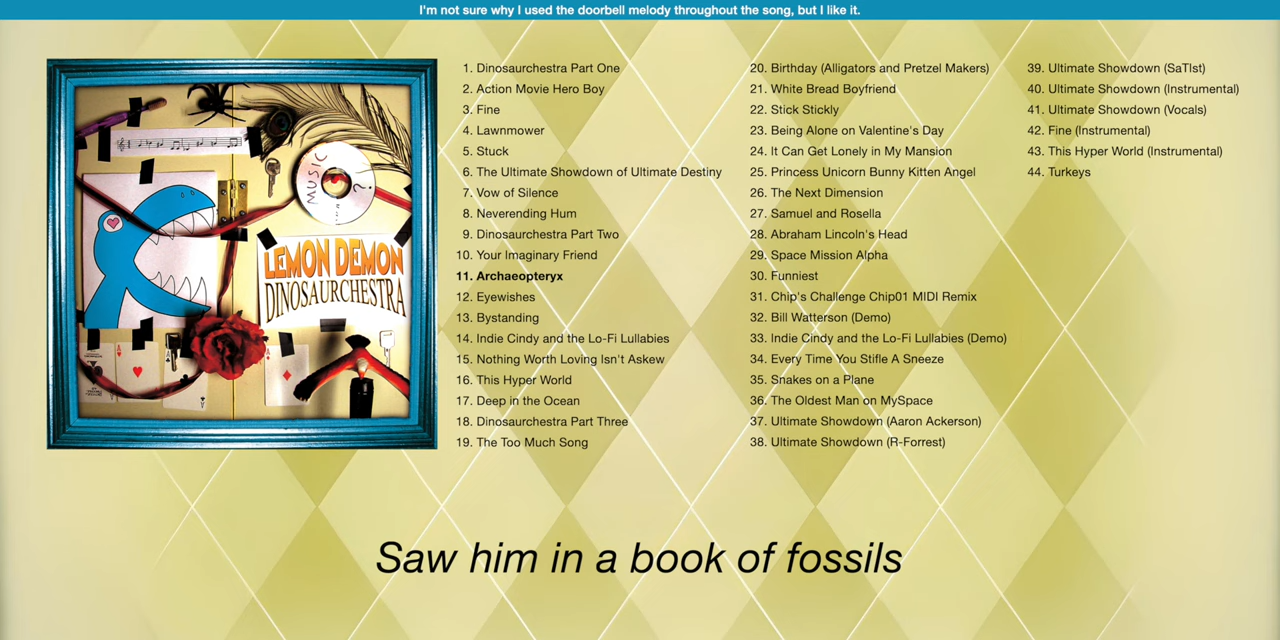 I'm not sure why I used the doorbell melody throughout the song, but I like it.
MUSIC
LEMON DEMON
DINOSAURCHESTRA
1. Dinosaurchestra Part One
2. Action Movie Hero Boy
3. Fine
4. Lawnmower
5. Stuck
6. The Ultimate Showdown of Ultimate Destiny
7. Vow of Silence
8. Neverending Hum
9. Dinosaurchestra Part Two
10. Your Imaginary Friend
11. Archaeopteryx
12. Eyewishes
13. Bystanding
14. Indie Cindy and the Lo-Fi Lullabies
15. Nothing Worth Loving Isn't Askew
16. This Hyper World
17. Deep in the Ocean
18. Dinosaurchestra Part Three
19. The Too Much Song
20. Birthday (Alligators and Pretzel Makers)
21. White Bread Boyfriend
22. Stick Stickly
23. Being Alone on Valentine's Day
24. It Can Get Lonely in My Mansion
25. Princess Unicorn Bunny Kitten Angel
26. The Next Dimension
27. Samuel and Rosella
28. Abraham Lincoln's Head
29. Space Mission Alpha
30. Funniest
31. Chip's Challenge Chip01 MIDI Remix
32. Bill Watterson (Demo)
33. Indie Cindy and the Lo-Fi Lullabies (Demo)
34. Every Time You Stifle A Sneeze
35. Snakes on a Plane
36. The Oldest Man on MySpace
37. Ultimate Showdown (Aaron Ackerson)
38. Ultimate Showdown (R-Forrest)
39. Ultimate Showdown (SaTIst)
40. Ultimate Showdown (Instrumental)
41. Ultimate Showdown (Vocals)
42. Fine (Instrumental)
43. This Hyper World (Instrumental)
44. Turkeys
Saw him in a book of fossils